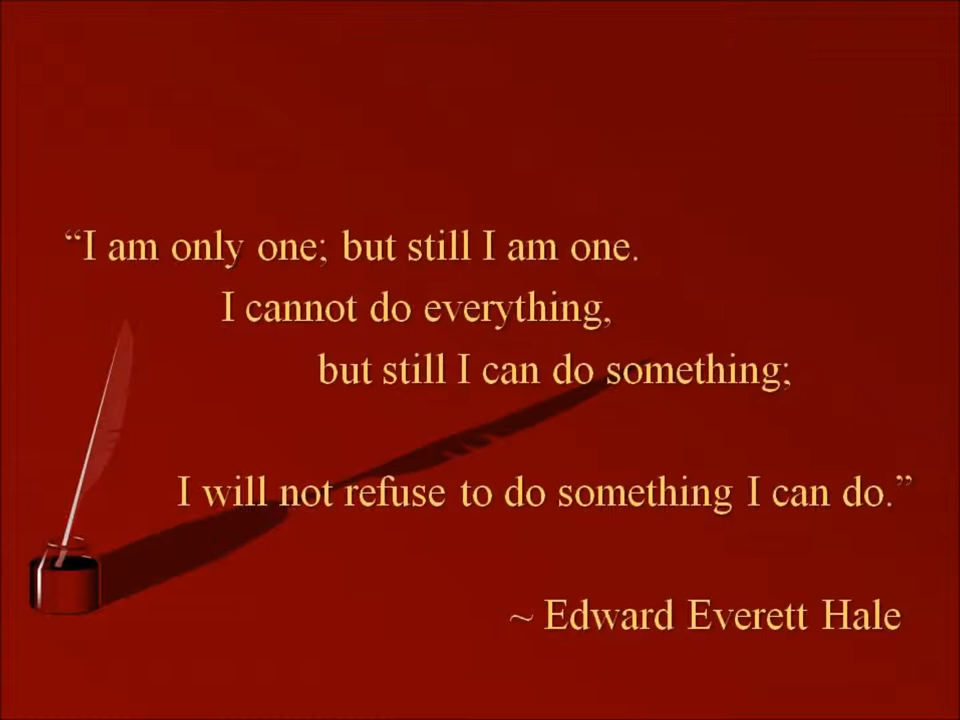 “I am only one; but still I am one.
I cannot do everything,
but still I can do something;
I will not refuse to do something I can do.”
~ Edward Everett Hale